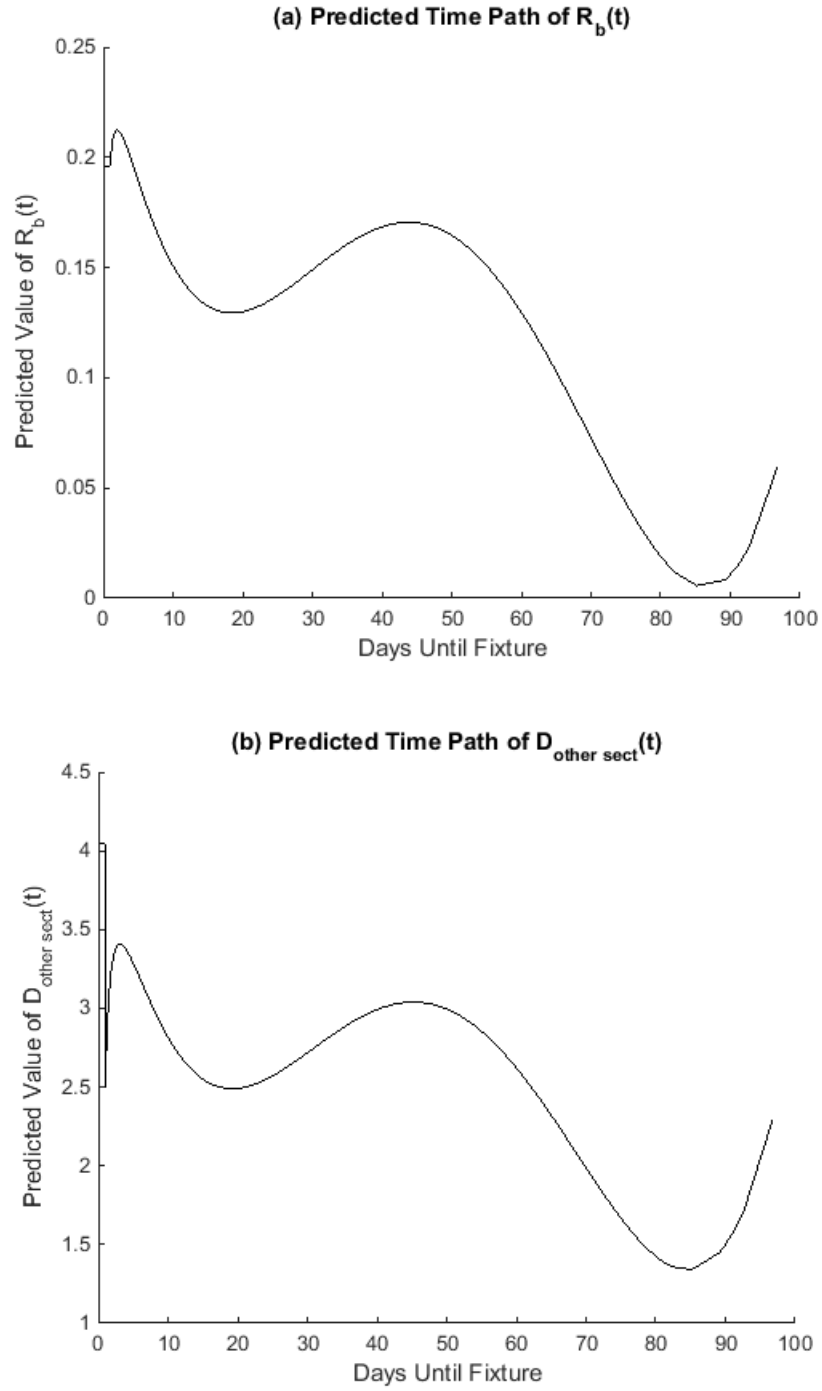 (a) Predicted Time Path of R_b(t)
Predicted Value of R_b(t)
0.25
0.2
0.15
0.1
0.05
0
0 10 20 30 40 50 60 70 80 90 100
Days Until Fixture
(b) Predicted Time Path of D_other sect(t)
Predicted Value of D_other sect(t)
4.5
4
3.5
3
2.5
2
1.5
1
0 10 20 30 40 50 60 70 80 90 100
Days Until Fixture